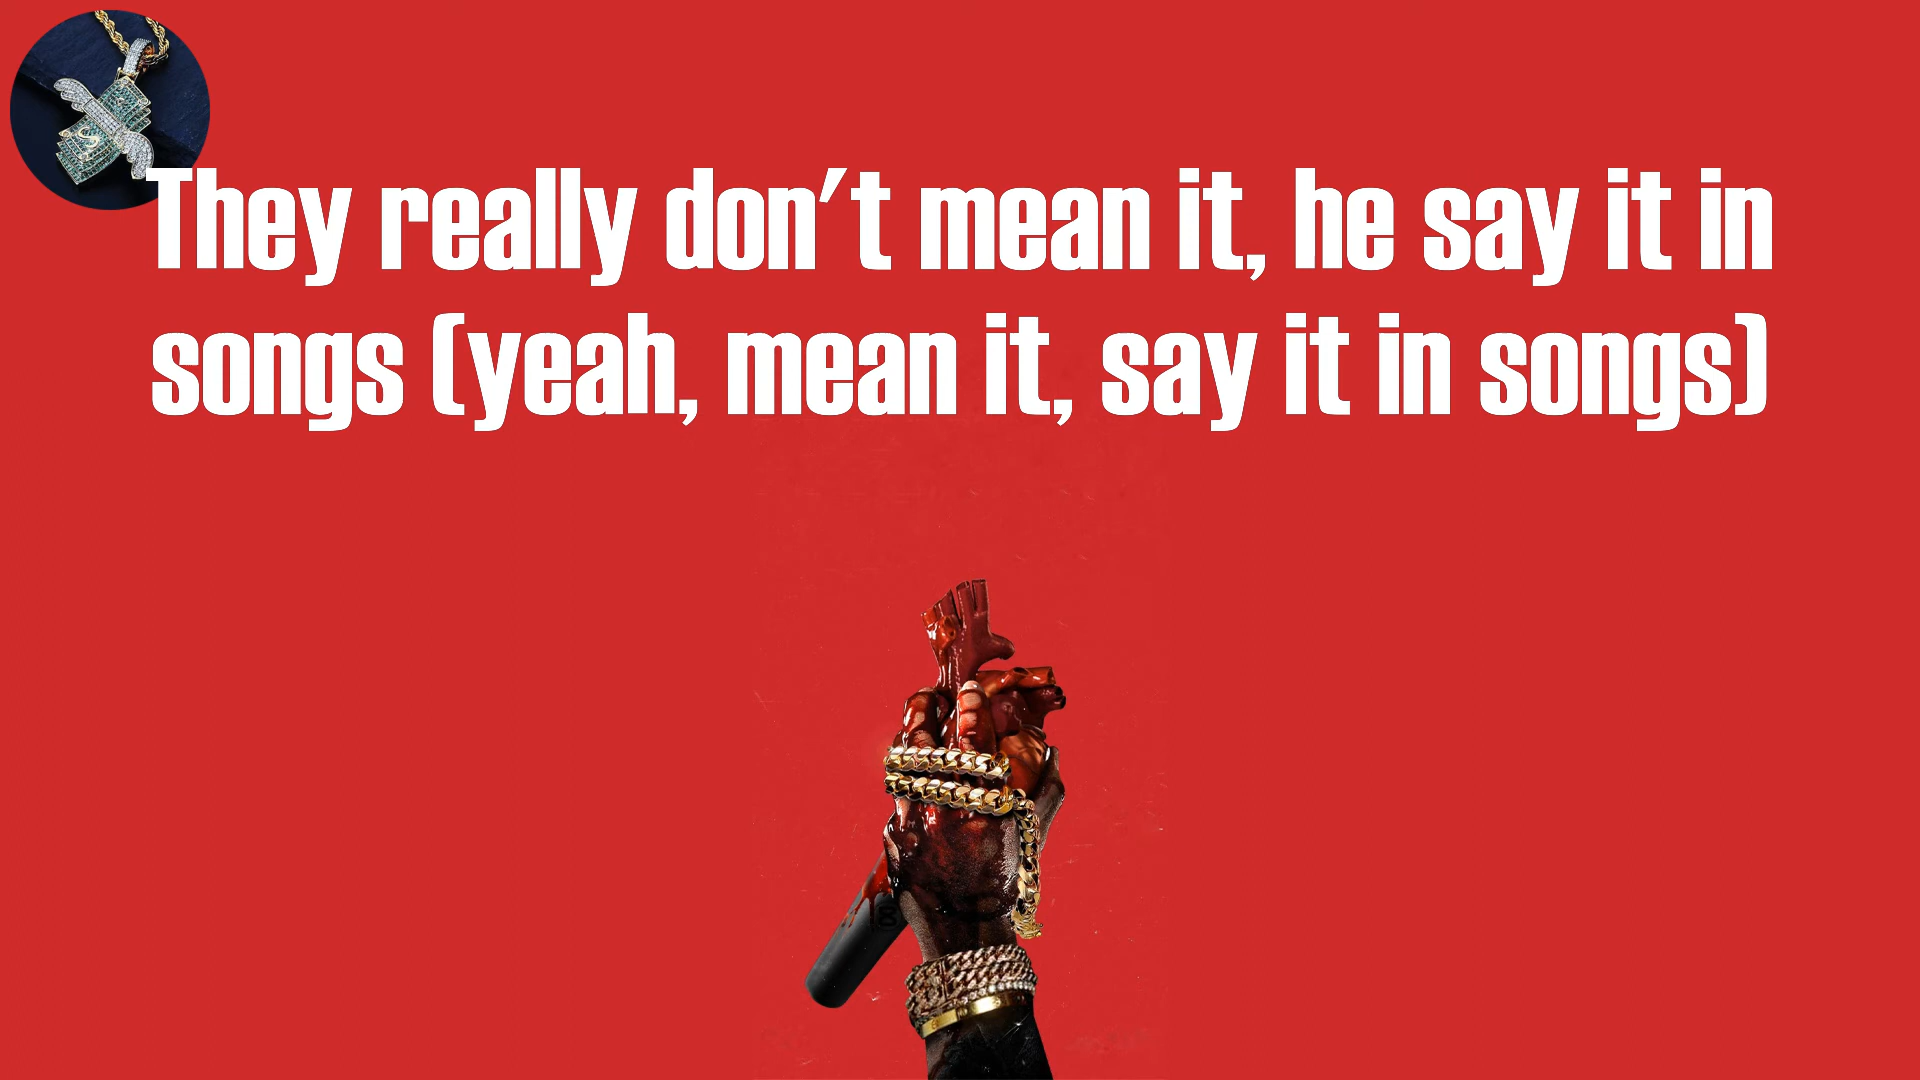 They really don't mean it, he say it in
songs (yeah, mean it, say it in songs)